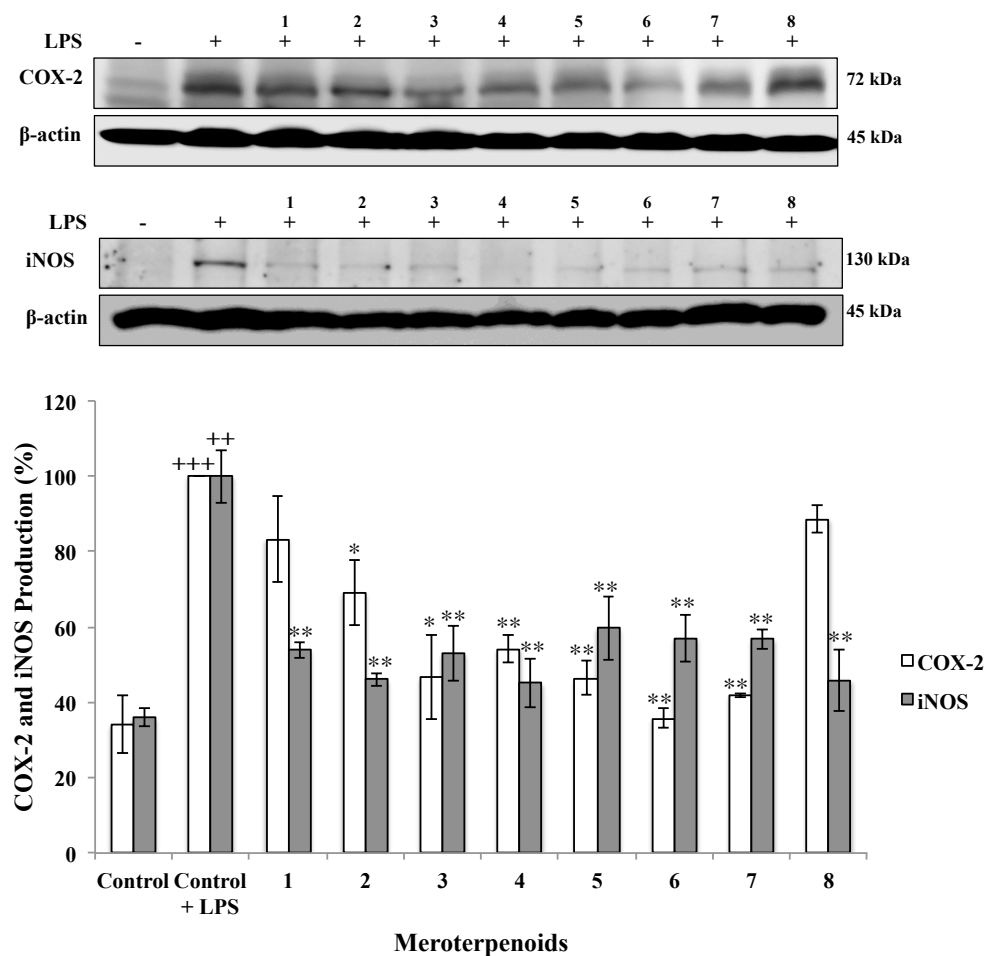 1 2 3 4 5 6 7 8
LPS - + + + + + + + + +
COX-2 72 kDa
β-actin 45 kDa
1 2 3 4 5 6 7 8
LPS - + + + + + + + + +
iNOS 130 kDa
β-actin 45 kDa
COX-2 and iNOS Production (%)
120
100
80
60
40
20
0
+++ ++
**
* **
* **
** **
** **
** **
** **
**
COX-2
iNOS
Control Control + LPS 1 2 3 4 5 6 7 8
Meroterpenoids